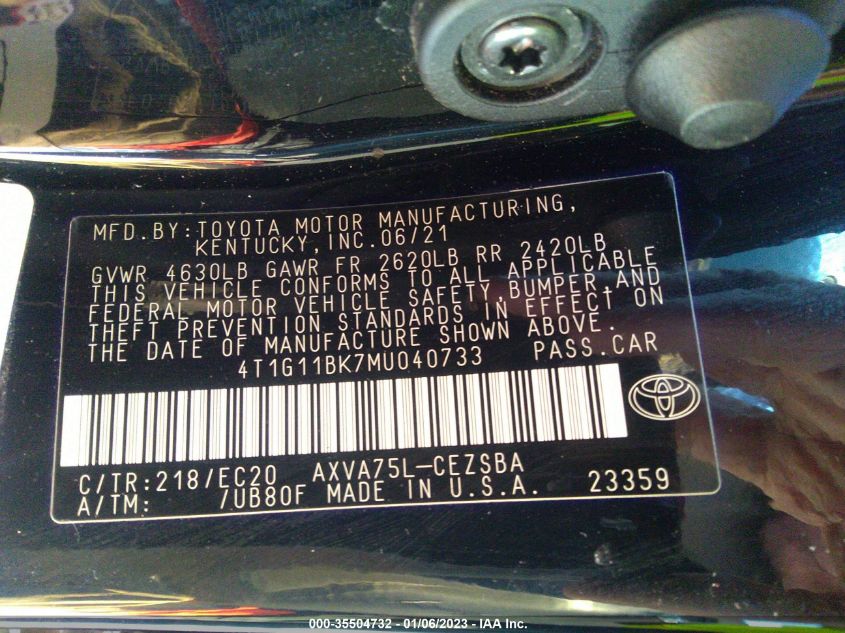 MFD.BY:TOYOTA MOTOR MANUFACTURING,
KENTUCKY, INC.06/21
GVWR 4630LB GAWR FR 2620LB RR 2420LB
THIS VEHICLE CONFORMS TO ALL APPLICABLE
FEDERAL MOTOR VEHICLE SAFETY,BUMPER,AND
THEFT PREVENTION STANDARDS IN EFFECT ON
THE DATE OF MANUFACTURE SHOWN ABOVE.
4T1G11BK7MU040733 PASS.CAR
C/TR:218/EC20 AXVA75L-CEZSBA
A/TM: /UB80F MADE IN U.S.A. 23359
000-35504732 - 01/06/2023 - IAA Inc.